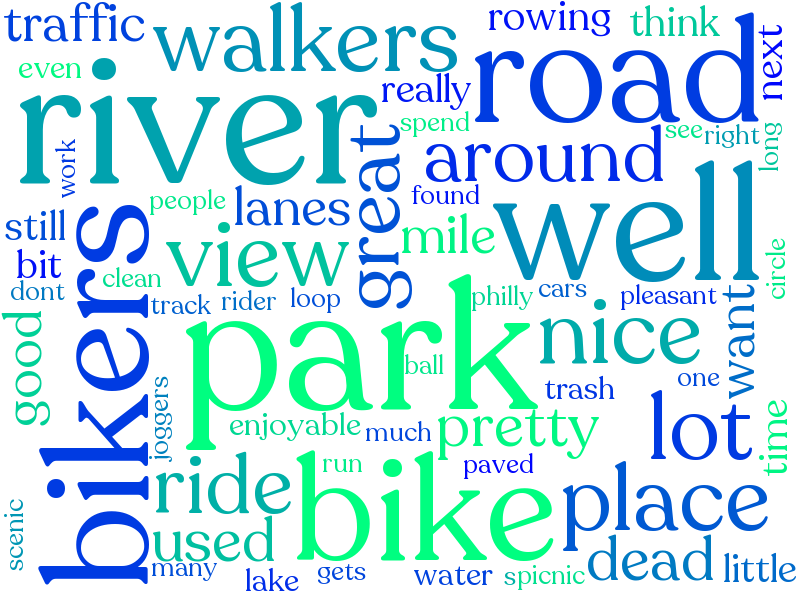 traffic
walkers
rowing
think
road
next
even
river
really
spend
see
right
long
work
great
around
people
lanes
found
well
still
view
mile
bit
clean
dont
track
rider
loop
philly
cars
pleasant
circle
bikers
good
park
ball
nice
want
joggers
enjoyable
much
pretty
trash
one
lot
time
ride
run
bike
paved
place
scenic
used
many
lake
gets
water
spicnic
dead
little